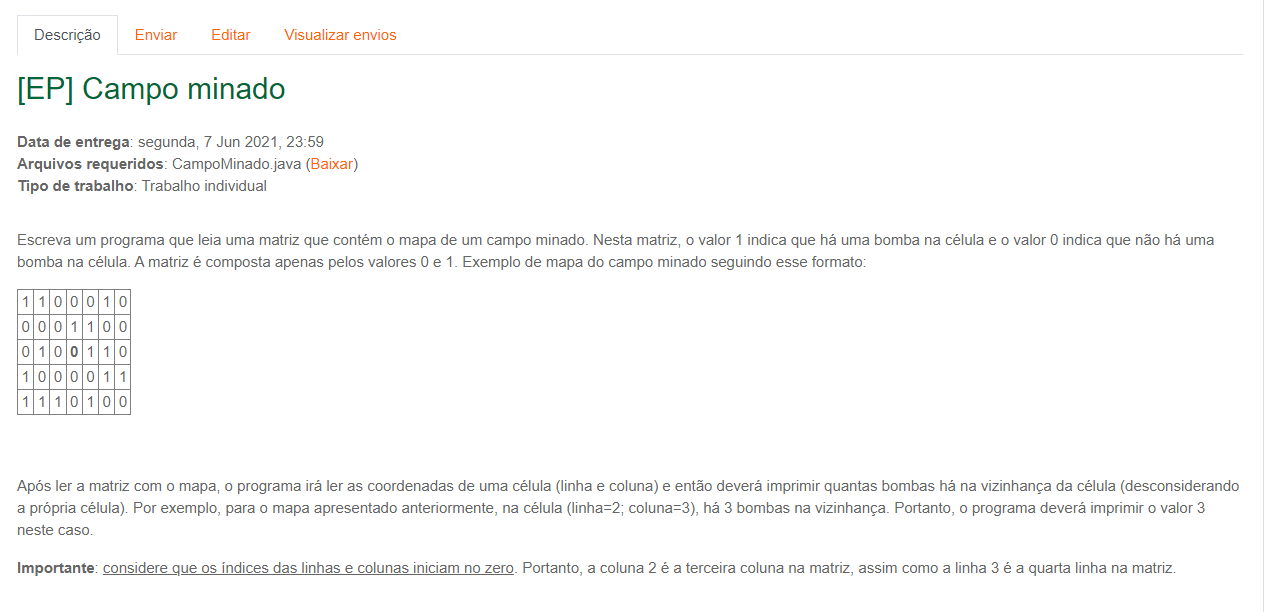 Descrição Enviar Editar Visualizar envios
[EP] Campo minado
Data de entrega: segunda, 7 Jun 2021, 23:59
Arquivos requeridos: CampoMinado.java (Baixar)
Tipo de trabalho: Trabalho individual
Escreva um programa que leia uma matriz que contém o mapa de um campo minado. Nesta matriz, o valor 1 indica que há uma bomba na célula e o valor 0 indica que não há uma
bomba na célula. A matriz é composta apenas pelos valores 0 e 1. Exemplo de mapa do campo minado seguindo esse formato:
1 1 0 0 0 1 0
0 0 0 1 1 0 0
0 1 0 0 1 1 0
1 0 0 0 0 1 1
1 1 1 0 1 0 0
Após ler a matriz com o mapa, o programa irá ler as coordenadas de uma célula (linha e coluna) e então deverá imprimir quantas bombas há na vizinhança da célula (desconsiderando
a própria célula). Por exemplo, para o mapa apresentado anteriormente, na célula (linha=2; coluna=3), há 3 bombas na vizinhança. Portanto, o programa deverá imprimir o valor 3
neste caso.
Importante: considere que os índices das linhas e colunas iniciam no zero. Portanto, a coluna 2 é a terceira coluna na matriz, assim como a linha 3 é a quarta linha na matriz.